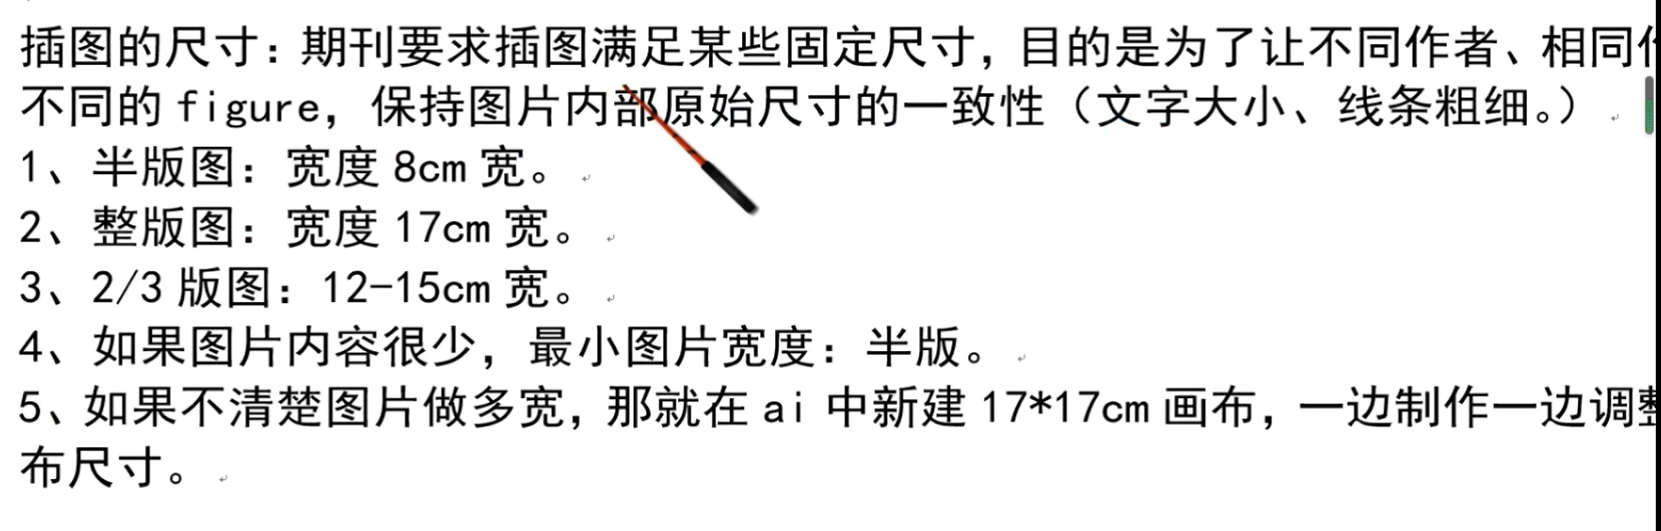 插图的尺寸：期刊要求插图满足某些固定尺寸，目的是为了让不同作者、相同
不同的 figure，保持图片内部原始尺寸的一致性（文字大小、线条粗细。）
1、半版图：宽度 8cm 宽。
2、整版图：宽度 17cm 宽。
3、2/3 版图：12-15cm 宽。
4、如果图片内容很少，最小图片宽度：半版。
5、如果不清楚图片做多宽，那就在 ai 中新建 17*17cm 画布，一边制作一边调整
布尺寸。